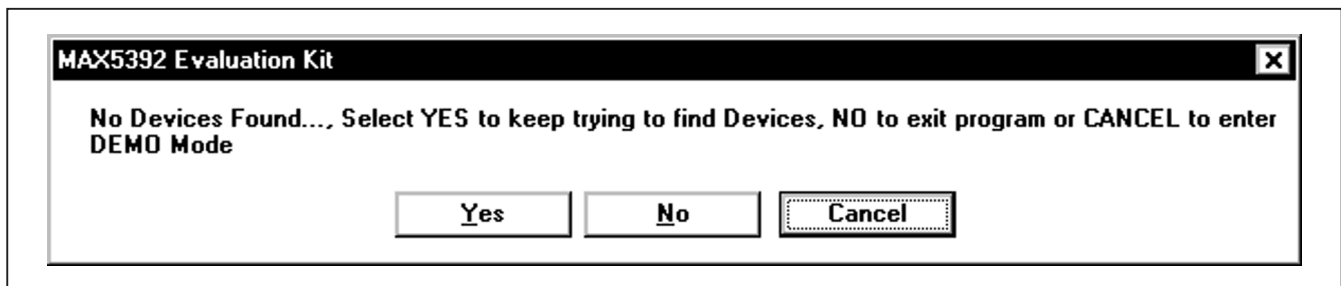 MAX5392 Evaluation Kit
No Devices Found..., Select YES to keep trying to find Devices, NO to exit program or CANCEL to enter
DEMO Mode
Yes No Cancel